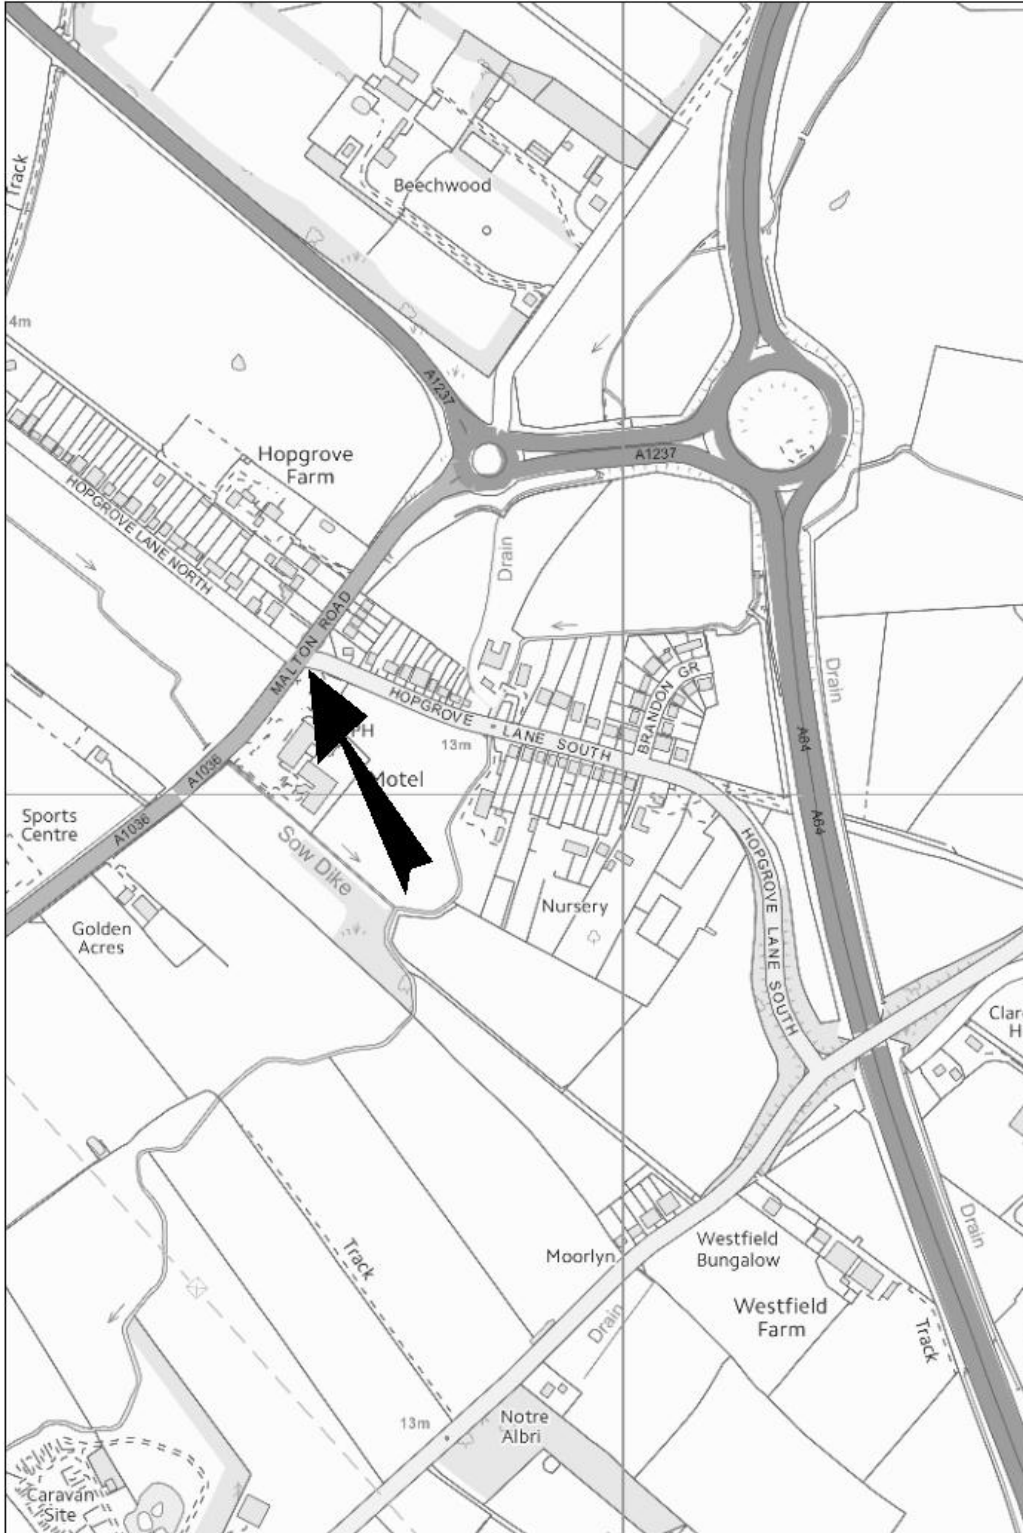 Track
Beechwood
4m
A1237
Hopgrove
Farm
A1237
HOPGROVE LANE NORTH
Drain
MALTON ROAD
HOPGROVE
LANE SOUTH
BRANDON GR
Drain
PH
13m
Motel
A64
A1036
A64
Sports
Centre
A1036
Sow Dike
HOPGROVE LANE SOUTH
Nursery
Golden
Acres
Clar
H
Track
Moorlyn
Westfield
Bungalow
Drain
Westfield
Farm
Drain
Track
13m
Notre
Albri
Caravan
Site